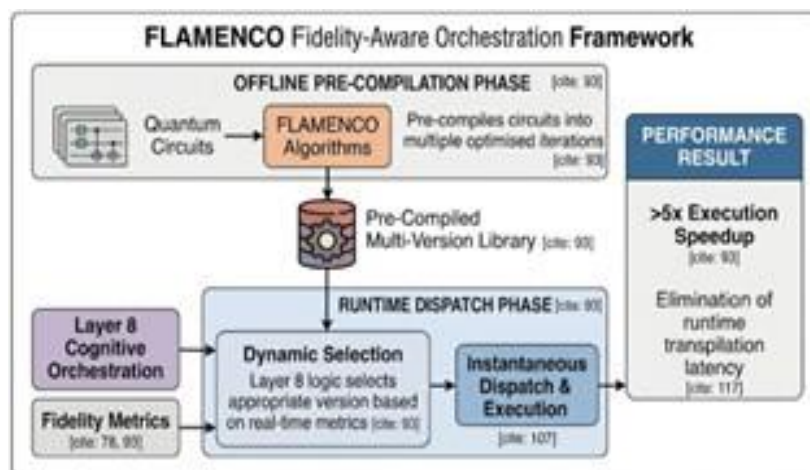 FLAMENCO Fidelity-Aware Orchestration Framework
OFFLINE PRE-COMPILATION PHASE [cite: 93]
Quantum
Circuits
FLAMENCO
Algorithms
Pre-compiles circuits into
multiple optimised iterations
[cite: 93]
Pre-Compiled
Multi-Version Library [cite: 93]
RUNTIME DISPATCH PHASE [cite: 93]
Layer 8
Cognitive
Orchestration
Fidelity Metrics
[cite: 78, 93]
Dynamic Selection
Layer 8 logic selects
appropriate version based
on real-time metrics [cite: 93]
Instantaneous
Dispatch &
Execution
[cite: 107]
PERFORMANCE
RESULT
>5x Execution
Speedup
[cite: 93]
Elimination of
runtime
transpilation
latency
[cite: 117]